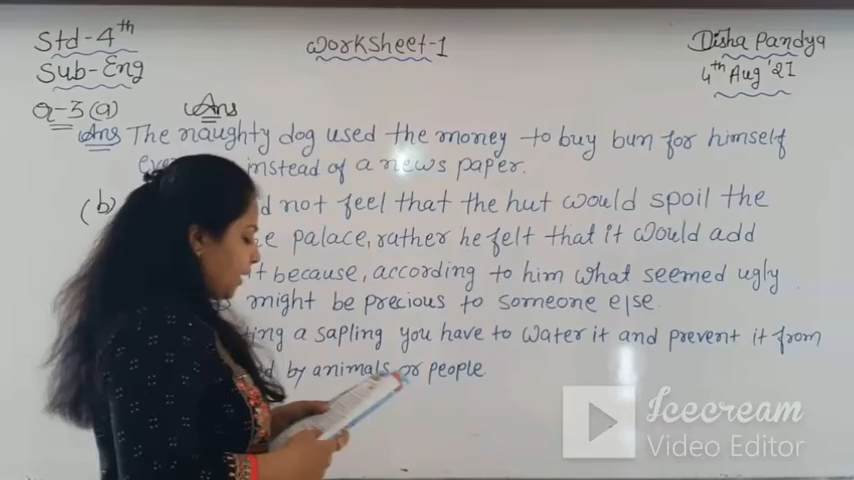 Std-4th
Sub-Eng
Worksheet-1
Disha Pandya
4th Aug '21
Q-3(a) Ans
Ans The naughty dog used the money to buy bun for himself
instead of a news paper.
(b) not feel that the hut would spoil the
palace, rather he felt that it would add
because, according to him what seemed ugly
might be precious to someone else.
a sapling you have to water it and prevent it from
by animals or people
Icecream
Video Editor